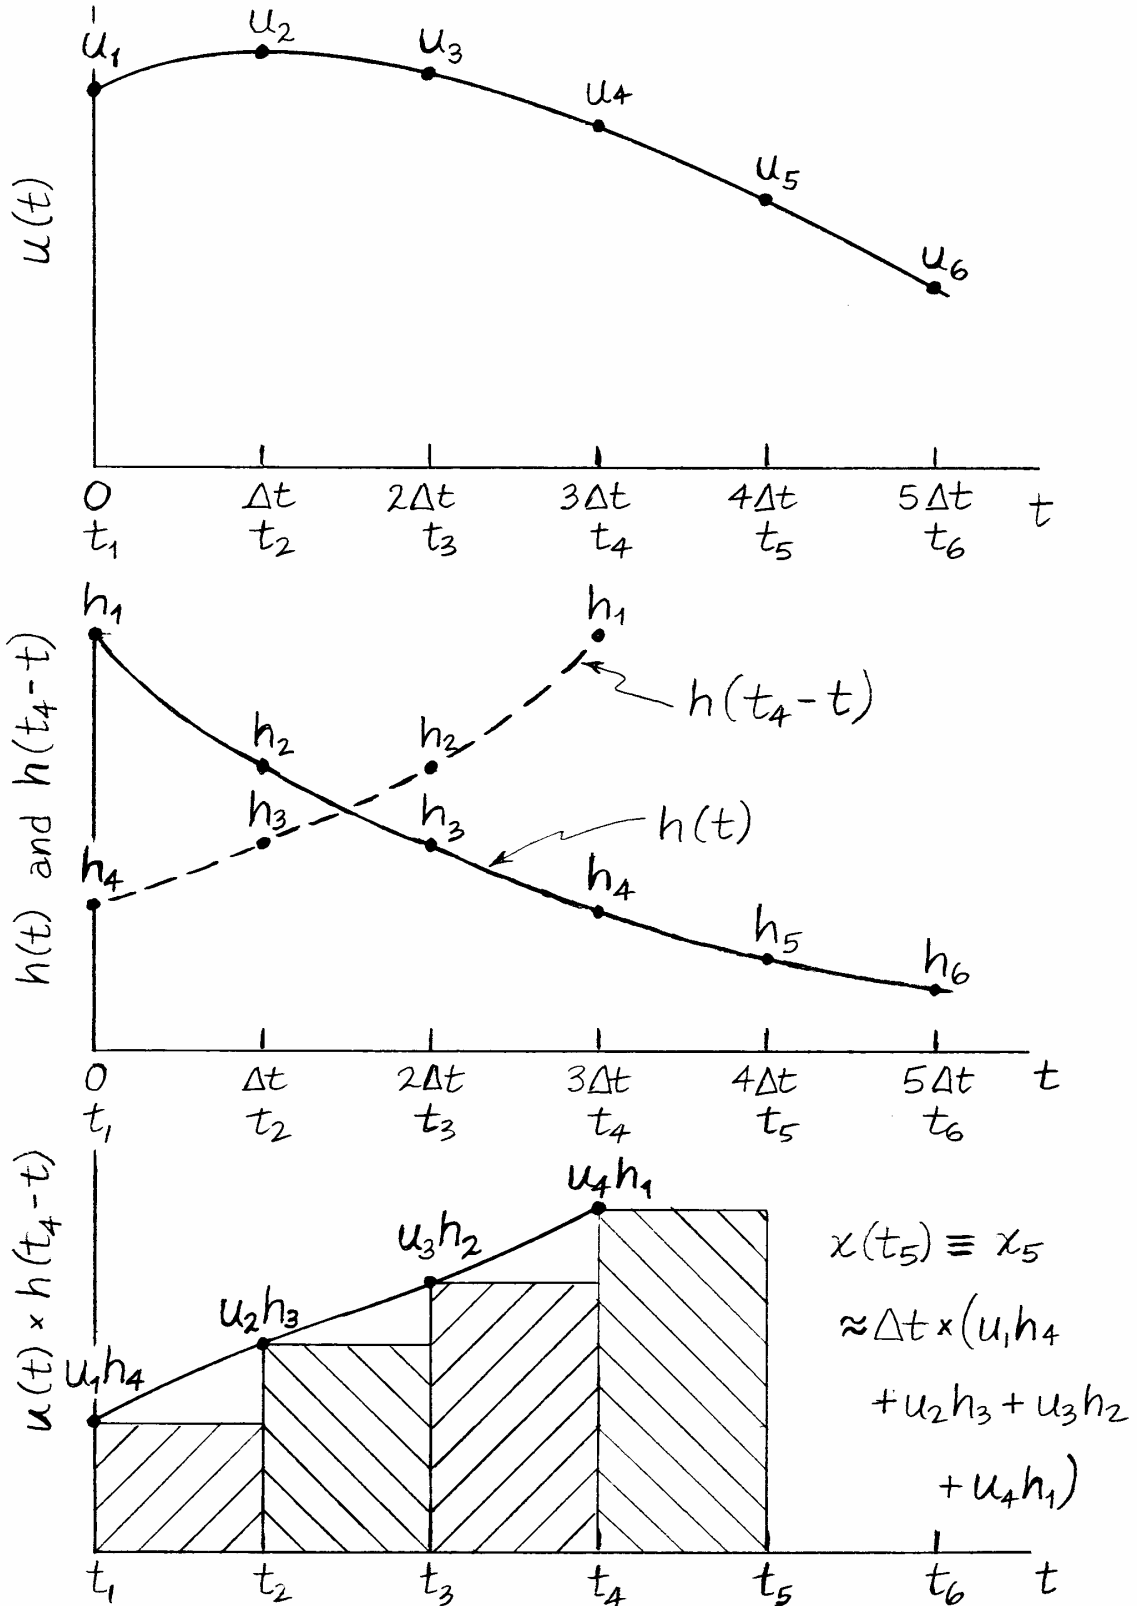 u₁
u₂
u₃
u₄
u₅
u₆
u(t)
0 Δt 2Δt 3Δt 4Δt 5Δt t
t₁ t₂ t₃ t₄ t₅ t₆
h₁ h₁
h(t₄-t)
h₂ h₂
h₃ h₃ h(t)
h₄ h₄
h₅
h₆
h(t) and h(t₄-t)
0 Δt 2Δt 3Δt 4Δt 5Δt t
t₁ t₂ t₃ t₄ t₅ t₆
u₄h₁
u₃h₂
u₂h₃
u₁h₄
u(t) × h(t₄-t)
x(t₅) ≡ x₅
≈ Δt × (u₁h₄
+ u₂h₃ + u₃h₂
+ u₄h₁)
t₁ t₂ t₃ t₄ t₅ t₆ t